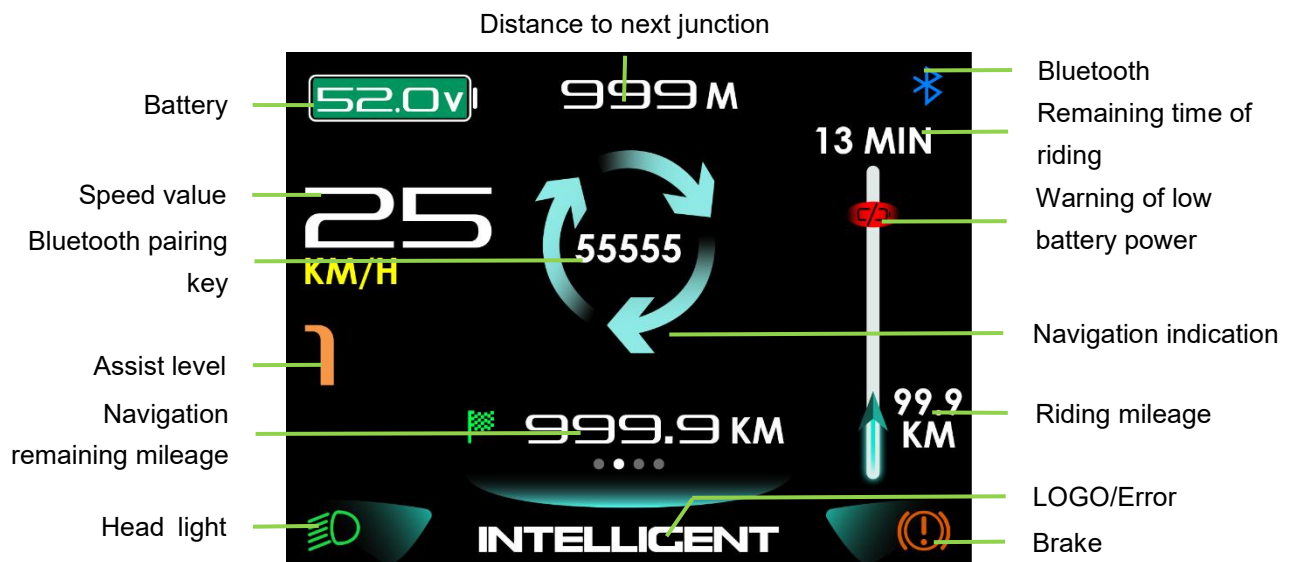 Distance to next junction
52.0V
999 M
13 MIN
25
KM/H
55555
1
99.9
KM
999.9 KM
INTELLIGENT
Battery
Speed value
Bluetooth pairing
key
Assist level
Navigation
remaining mileage
Head light
Bluetooth
Remaining time of
riding
Warning of low
battery power
Navigation indication
Riding mileage
LOGO/Error
Brake